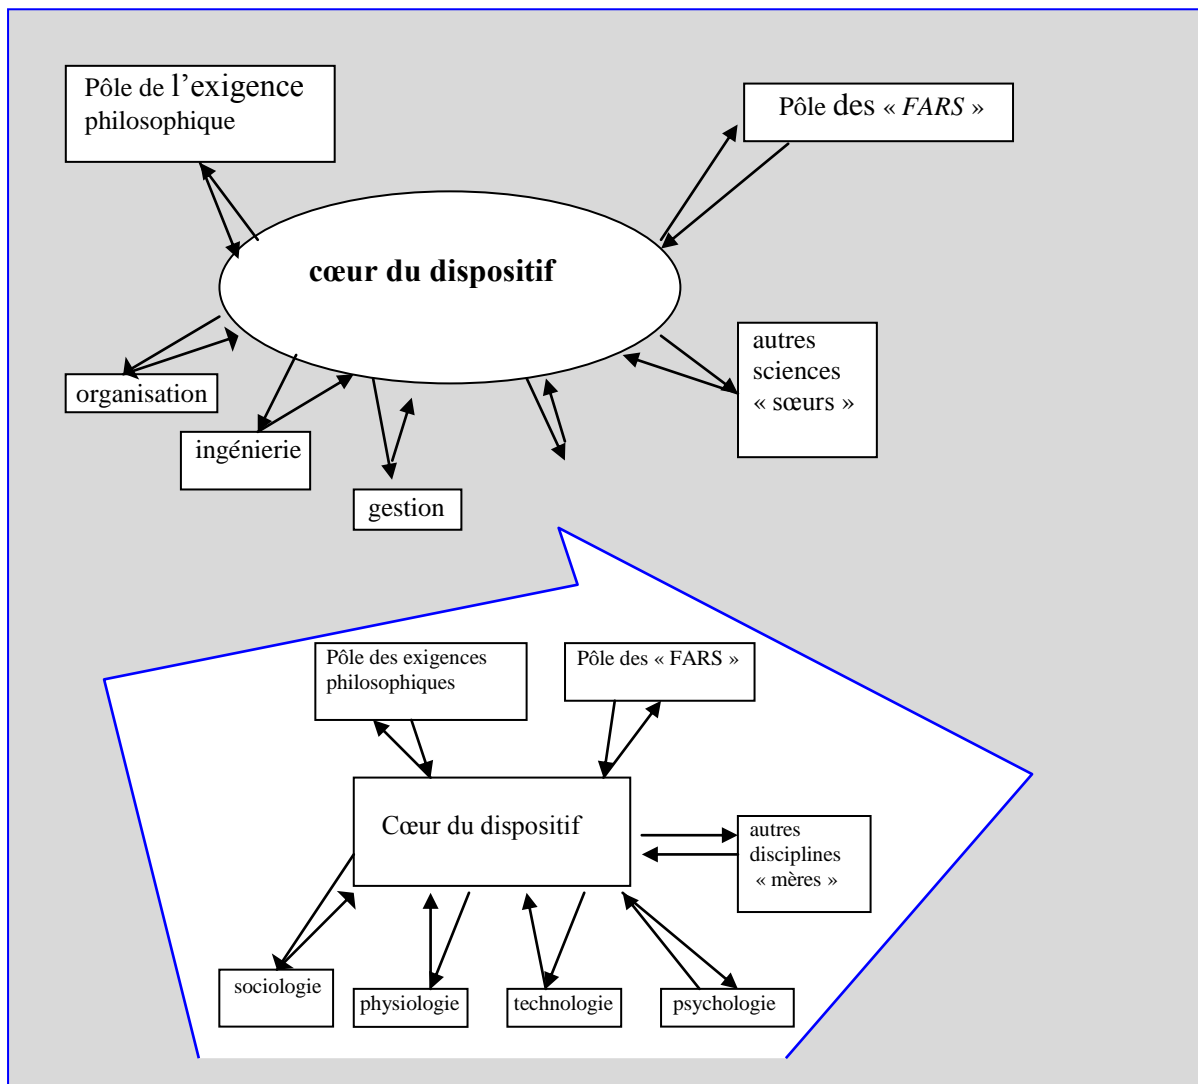 Pôle de l’exigence
philosophique
Pôle des « FARS »
cœur du dispositif
autres
sciences
« sœurs »
organisation
ingénierie
gestion
Pôle des exigences
philosophiques
Pôle des « FARS »
Cœur du dispositif
autres
disciplines
« mères »
sociologie
physiologie
technologie
psychologie